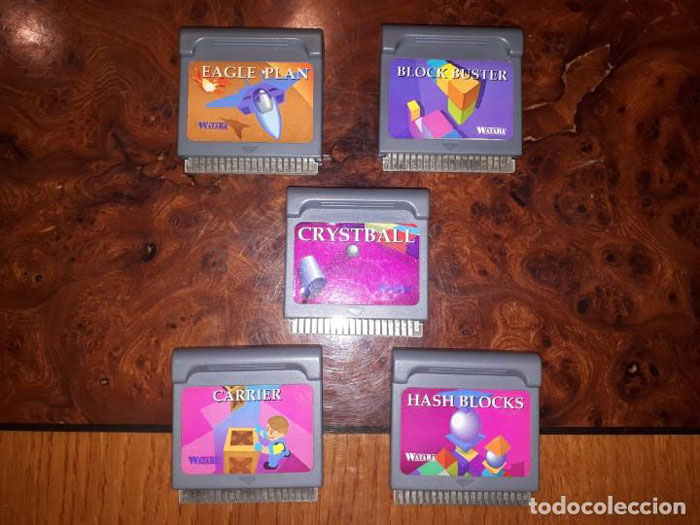 EAGLE PLAN
WATARA
BLOCK BUSTER
WATARA
CRYSTBALL
CARRIER
WATARA
HASH BLOCKS
WATARA
todocoleccion